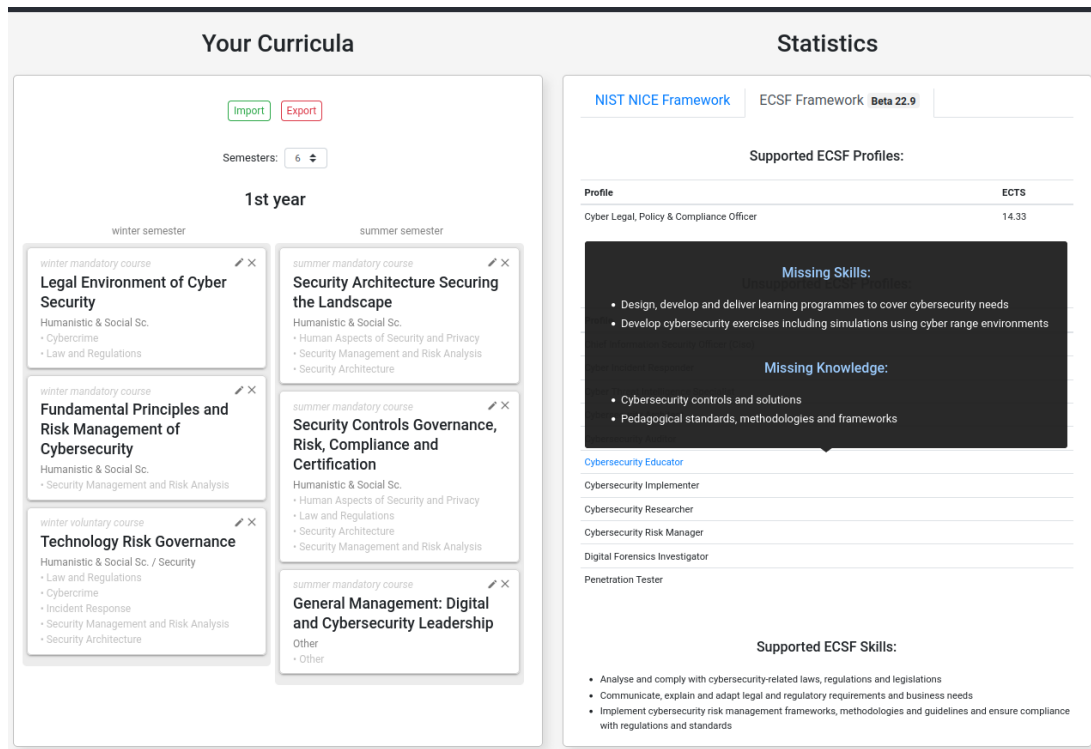 Your Curricula
Import Export
Semesters: 6
1st year
winter semester
winter mandatory course
Legal Environment of Cyber
Security
Humanistic & Social Sc.
• Cybercrime
• Law and Regulations
winter mandatory course
Fundamental Principles and
Risk Management of
Cybersecurity
Humanistic & Social Sc.
• Security Management and Risk Analysis
winter voluntary course
Technology Risk Governance
Humanistic & Social Sc. / Security
• Law and Regulations
• Cybercrime
• Incident Response
• Security Management and Risk Analysis
• Security Architecture
summer semester
summer mandatory course
Security Architecture Securing
the Landscape
Humanistic & Social Sc.
• Human Aspects of Security and Privacy
• Security Management and Risk Analysis
• Security Architecture
summer mandatory course
Security Controls Governance,
Risk, Compliance and
Certification
Humanistic & Social Sc.
• Human Aspects of Security and Privacy
• Law and Regulations
• Security Architecture
• Security Management and Risk Analysis
summer mandatory course
General Management: Digital
and Cybersecurity Leadership
Other
• Other
Statistics
NIST NICE Framework ECSF Framework Beta 22.9
Supported ECSF Profiles:
Profile ECTS
Cyber Legal, Policy & Compliance Officer 14.33
Missing Skills:
Unsupported ECSF Profiles:
• Design, develop and deliver learning programmes to cover cybersecurity needs
• Develop cybersecurity exercises including simulations using cyber range environments
Missing Knowledge:
• Cybersecurity controls and solutions
• Pedagogical standards, methodologies and frameworks
Cybersecurity Educator
Cybersecurity Implementer
Cybersecurity Researcher
Cybersecurity Risk Manager
Digital Forensics Investigator
Penetration Tester
Supported ECSF Skills:
• Analyse and comply with cybersecurity-related laws, regulations and legislations
• Communicate, explain and adapt legal and regulatory requirements and business needs
• Implement cybersecurity risk management frameworks, methodologies and guidelines and ensure compliance
with regulations and standards